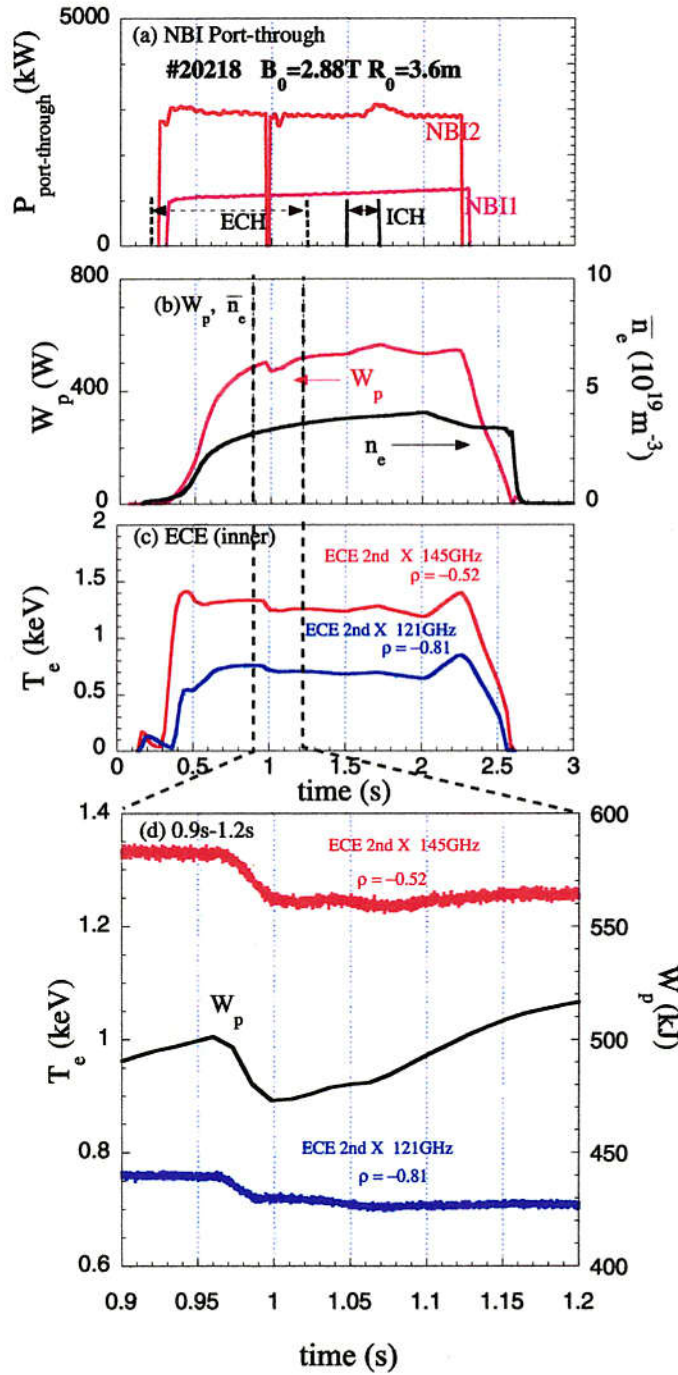 5000
(a) NBI Port-through
#20218 B0=2.88T R0=3.6m
P port-through (kW)
NBI2
NBI1
ECH
ICH
0
800
10
(b)Wp, n̅e
Wp (W)
400
5
Wp
ne
n̅e (10^19 m^-3)
0
0
2
(c) ECE (inner)
ECE 2nd X 145GHz
ρ = −0.52
1.5
ECE 2nd X 121GHz
ρ = −0.81
Te (keV)
1
0.5
0
0 0.5 1 1.5 2 2.5 3
time (s)
1.4
600
(d) 0.9s-1.2s
ECE 2nd X 145GHz
ρ = −0.52
1.2
550
Te (keV)
Wp
Wp (kJ)
1
500
ECE 2nd X 121GHz
ρ = −0.81
0.8
450
0.6
400
0.9 0.95 1 1.05 1.1 1.15 1.2
time (s)